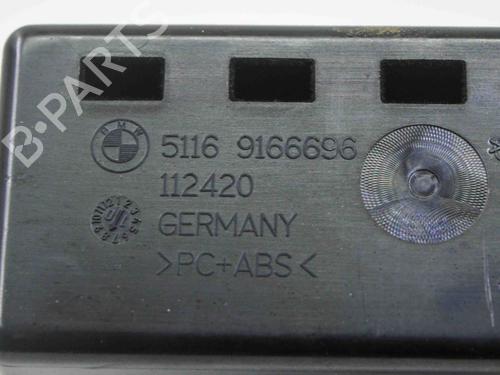 B-PARTS
BMW
5116 9166696
112420
GERMANY
>PC+ABS<